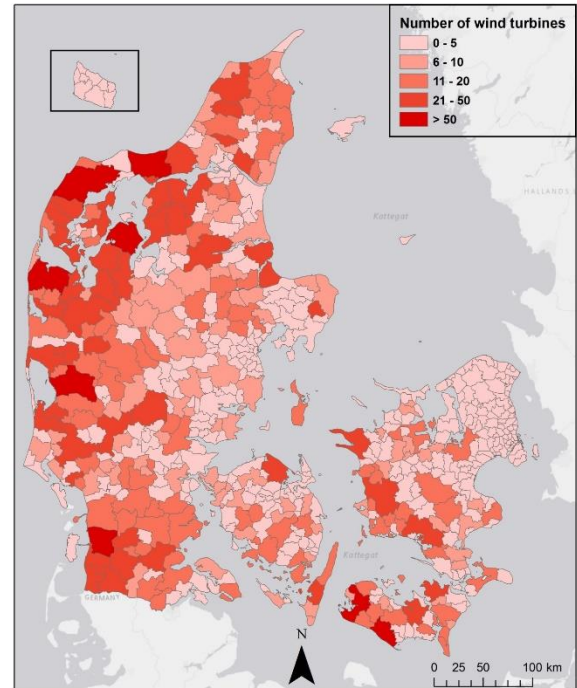 Number of wind turbines
0 - 5
6 - 10
11 - 20
21 - 50
> 50
HALLANDS
Kattegat
Kattegat
GERMANY
N
0 25 50 100 km